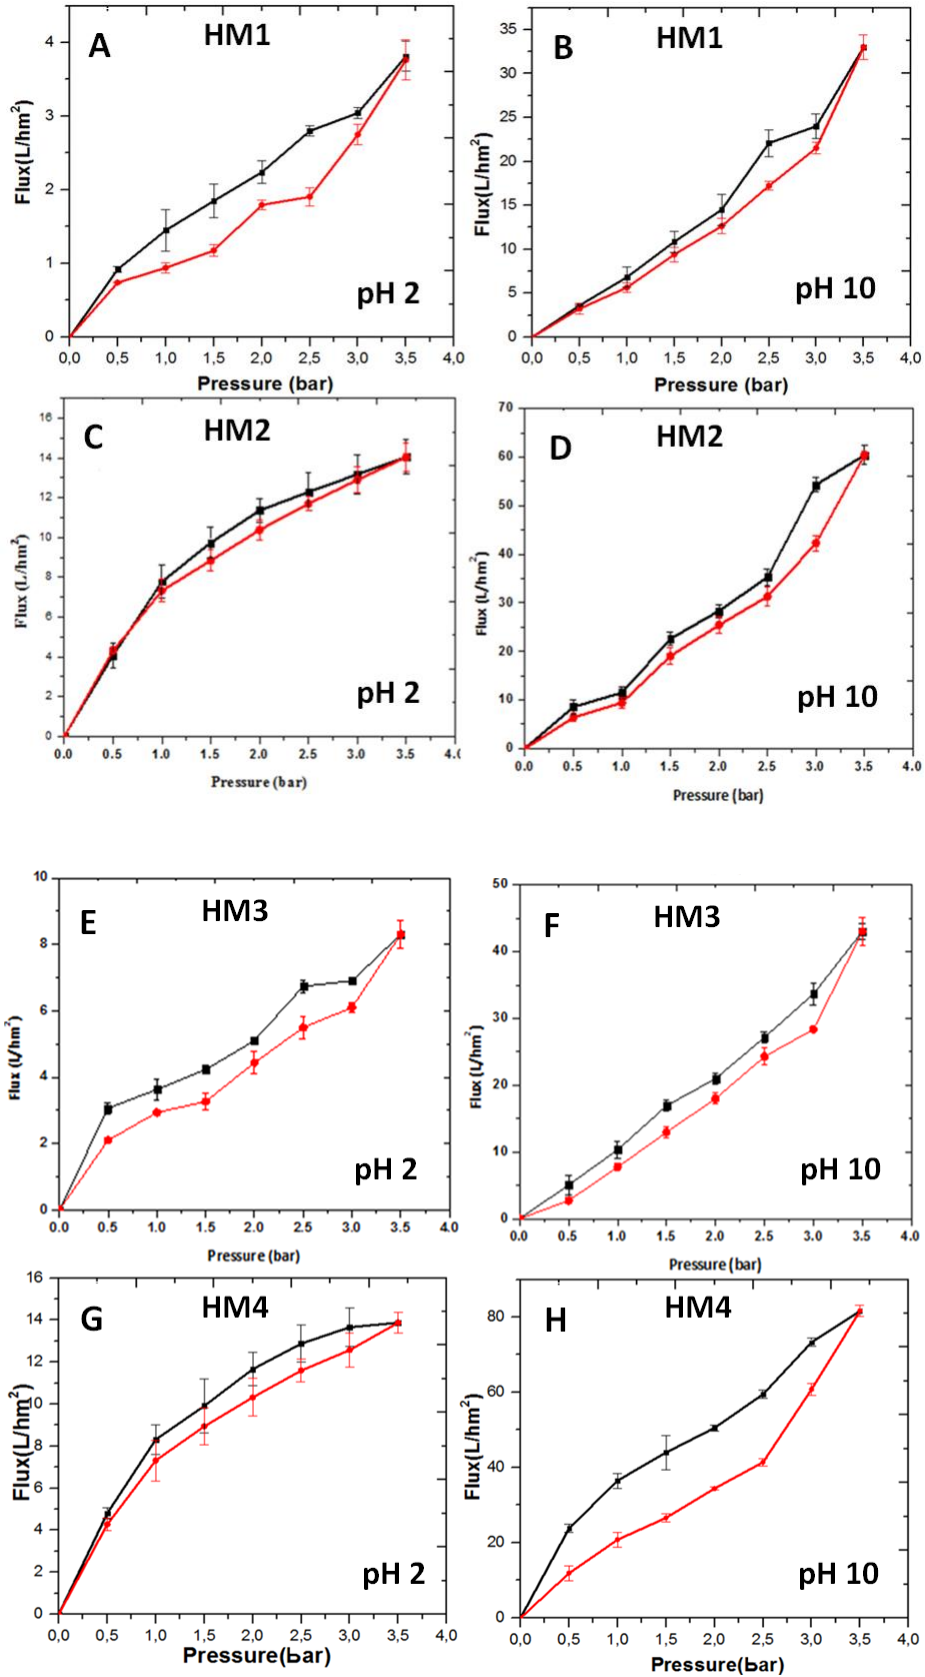 A
HM1
Flux(L/hm²)
4
3
2
1
0
pH 2
0,0 0,5 1,0 1,5 2,0 2,5 3,0 3,5 4,0
Pressure (bar)
B
HM1
Flux(L/hm²)
35
30
25
20
15
10
5
0
pH 10
0,0 0,5 1,0 1,5 2,0 2,5 3,0 3,5 4,0
Pressure (bar)
C
HM2
Flux (L/hm²)
16
14
12
10
8
6
4
2
0
pH 2
0.0 0.5 1.0 1.5 2.0 2.5 3.0 3.5 4.0
Pressure (bar)
D
HM2
Flux (L/hm²)
70
60
50
40
30
20
10
0
pH 10
0.0 0.5 1.0 1.5 2.0 2.5 3.0 3.5 4.0
Pressure (bar)
E
HM3
Flux (L/hm²)
10
8
6
4
2
0
pH 2
0.0 0.5 1.0 1.5 2.0 2.5 3.0 3.5 4.0
Pressure (bar)
F
HM3
Flux (L/hm²)
50
40
30
20
10
0
pH 10
0.0 0.5 1.0 1.5 2.0 2.5 3.0 3.5 4.0
Pressure (bar)
G
HM4
Flux(L/hm²)
16
14
12
10
8
6
4
2
0
pH 2
0,0 0,5 1,0 1,5 2,0 2,5 3,0 3,5 4,0
Pressure(bar)
H
HM4
Flux(L/hm²)
80
60
40
20
0
pH 10
0,0 0,5 1,0 1,5 2,0 2,5 3,0 3,5 4,0
Pressure(bar)